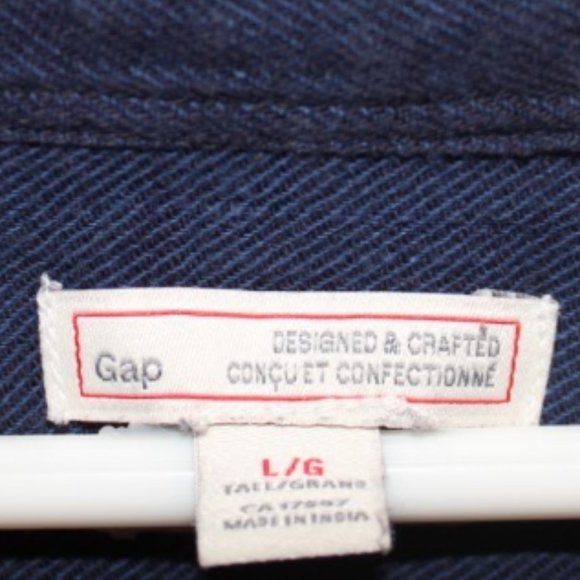 Gap
DESIGNED & CRAFTED
CONÇU ET CONFECTIONNÉ
L/G
TALL/GRAND
MADE IN INDIA